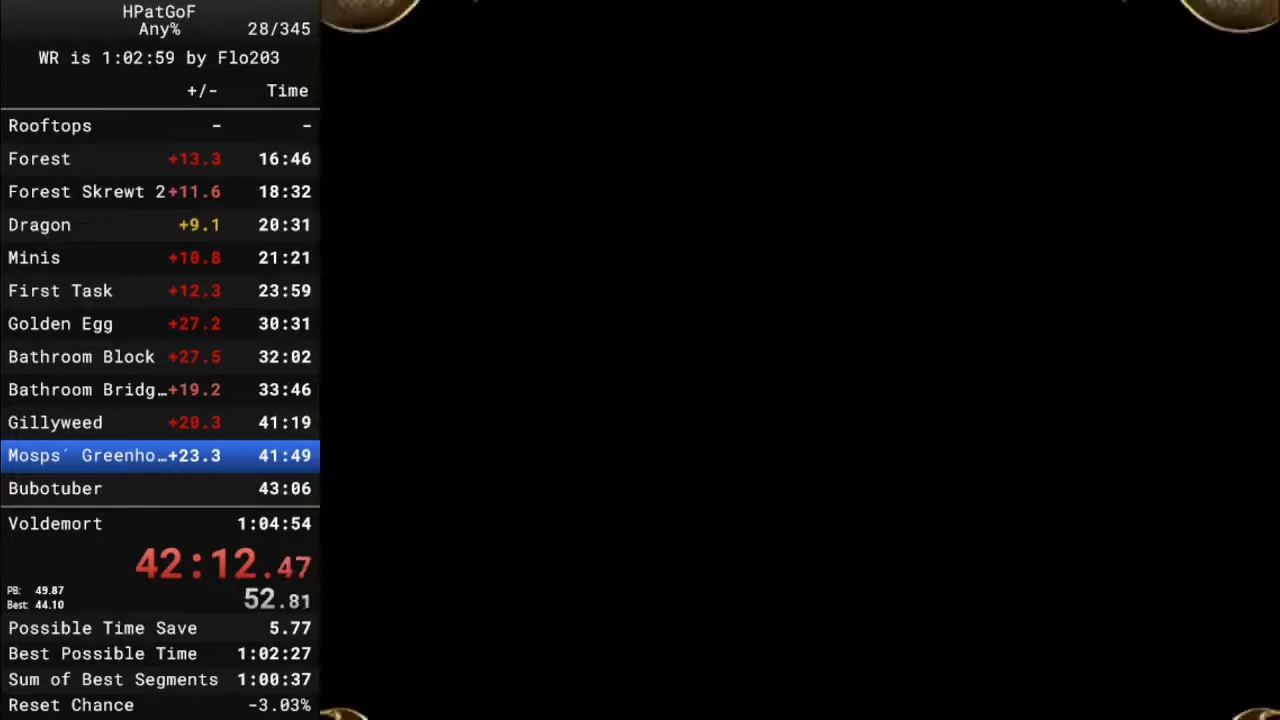 HPatGoF
Any% 28/345
WR is 1:02:59 by Flo203
+/- Time
Rooftops - -
Forest +13.3 16:46
Forest Skrewt 2 +11.6 18:32
Dragon +9.1 20:31
Minis +10.8 21:21
First Task +12.3 23:59
Golden Egg +27.2 30:31
Bathroom Block +27.5 32:02
Bathroom Bridg… +19.2 33:46
Gillyweed +20.3 41:19
Mosps´ Greenho… +23.3 41:49
Bubotuber 43:06
Voldemort 1:04:54
42:12.47
PB: 49.87
Best: 44.10
52.81
Possible Time Save 5.77
Best Possible Time 1:02:27
Sum of Best Segments 1:00:37
Reset Chance -3.03%